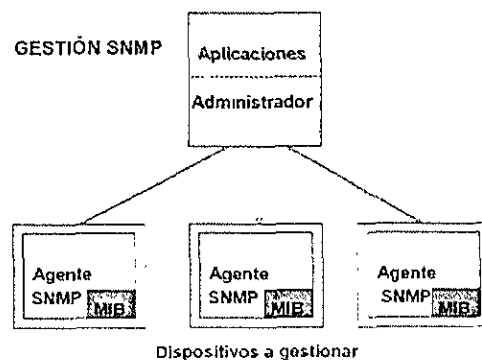 GESTIÓN SNMP
Aplicaciones
Administrador
Agente
SNMP
MIB
Agente
SNMP
MIB
Agente
SNMP
MIB
Dispositivos a gestionar